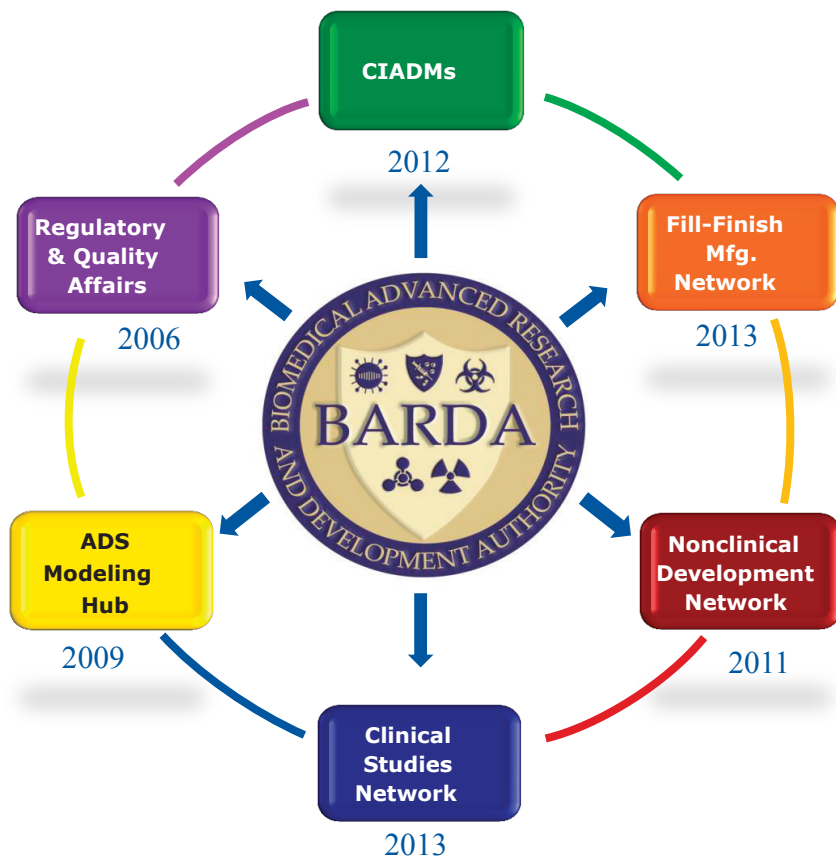 CIADMs
2012
Fill-Finish
Mfg.
Network
2013
Nonclinical
Development
Network
2011
Clinical
Studies
Network
2013
ADS
Modeling
Hub
2009
Regulatory
& Quality
Affairs
2006
BIOMEDICAL ADVANCED RESEARCH
AND DEVELOPMENT AUTHORITY
BARDA